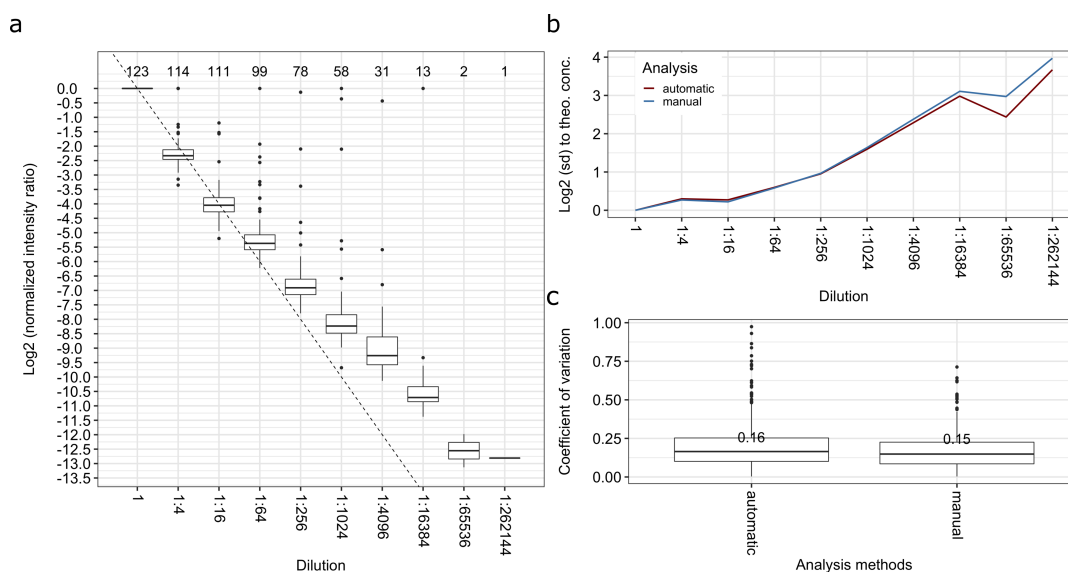 a
123 114 111 99 78 58 31 13 2 1
0.0
-0.5
-1.0
-1.5
-2.0
-2.5
-3.0
-3.5
-4.0
-4.5
-5.0
-5.5
-6.0
-6.5
-7.0
-7.5
-8.0
-8.5
-9.0
-9.5
-10.0
-10.5
-11.0
-11.5
-12.0
-12.5
-13.0
-13.5
Log2 (normalized intensity ratio)
1 1:4 1:16 1:64 1:256 1:1024 1:4096 1:16384 1:65536 1:262144
Dilution
b
4
3
2
1
0
Log2 (sd) to theo. conc.
Analysis
automatic
manual
1 1:4 1:16 1:64 1:256 1:1024 1:4096 1:16384 1:65536 1:262144
Dilution
c
1.00
0.75
0.50
0.25
0.00
Coefficient of variation
0.16 0.15
automatic manual
Analysis methods